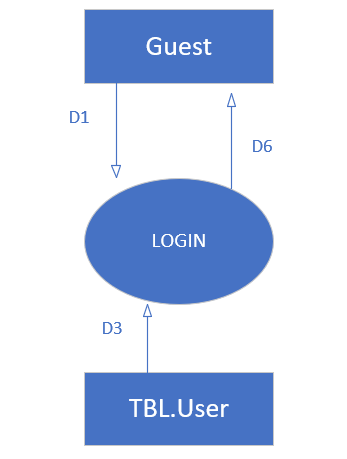 Guest
D1
D6
LOGIN
D3
TBL.User